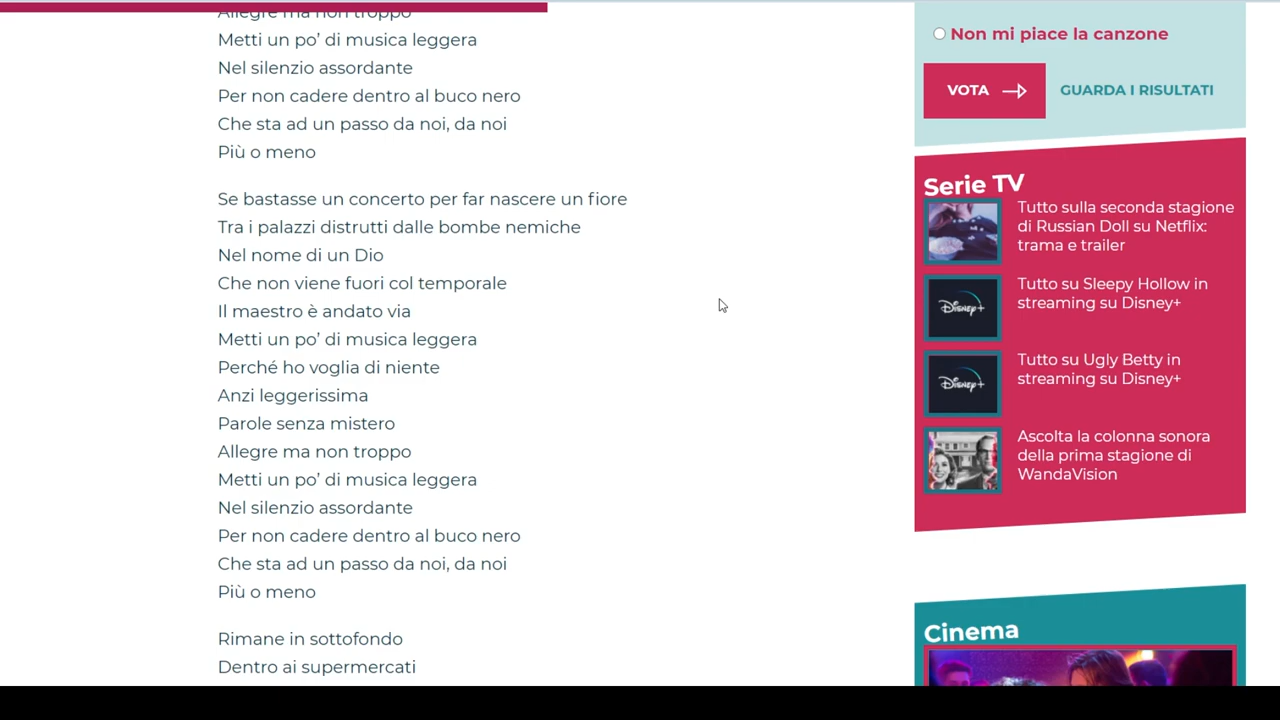 Allegre ma non troppo
Metti un po’ di musica leggera
Nel silenzio assordante
Per non cadere dentro al buco nero
Che sta ad un passo da noi, da noi
Più o meno
Se bastasse un concerto per far nascere un fiore
Tra i palazzi distrutti dalle bombe nemiche
Nel nome di un Dio
Che non viene fuori col temporale
Il maestro è andato via
Metti un po’ di musica leggera
Perché ho voglia di niente
Anzi leggerissima
Parole senza mistero
Allegre ma non troppo
Metti un po’ di musica leggera
Nel silenzio assordante
Per non cadere dentro al buco nero
Che sta ad un passo da noi, da noi
Più o meno
Rimane in sottofondo
Dentro ai supermercati
Non mi piace la canzone
VOTA
GUARDA I RISULTATI
Serie TV
Tutto sulla seconda stagione
di Russian Doll su Netflix:
trama e trailer
Disney+
Tutto su Sleepy Hollow in
streaming su Disney+
Disney+
Tutto su Ugly Betty in
streaming su Disney+
Ascolta la colonna sonora
della prima stagione di
WandaVision
Cinema